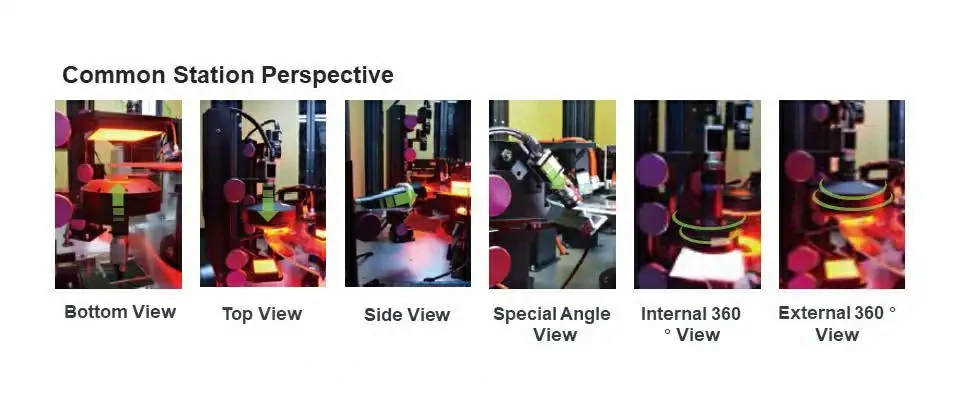 Common Station Perspective
Bottom View
Top View
Side View
Special Angle
View
Internal 360
° View
External 360 °
View